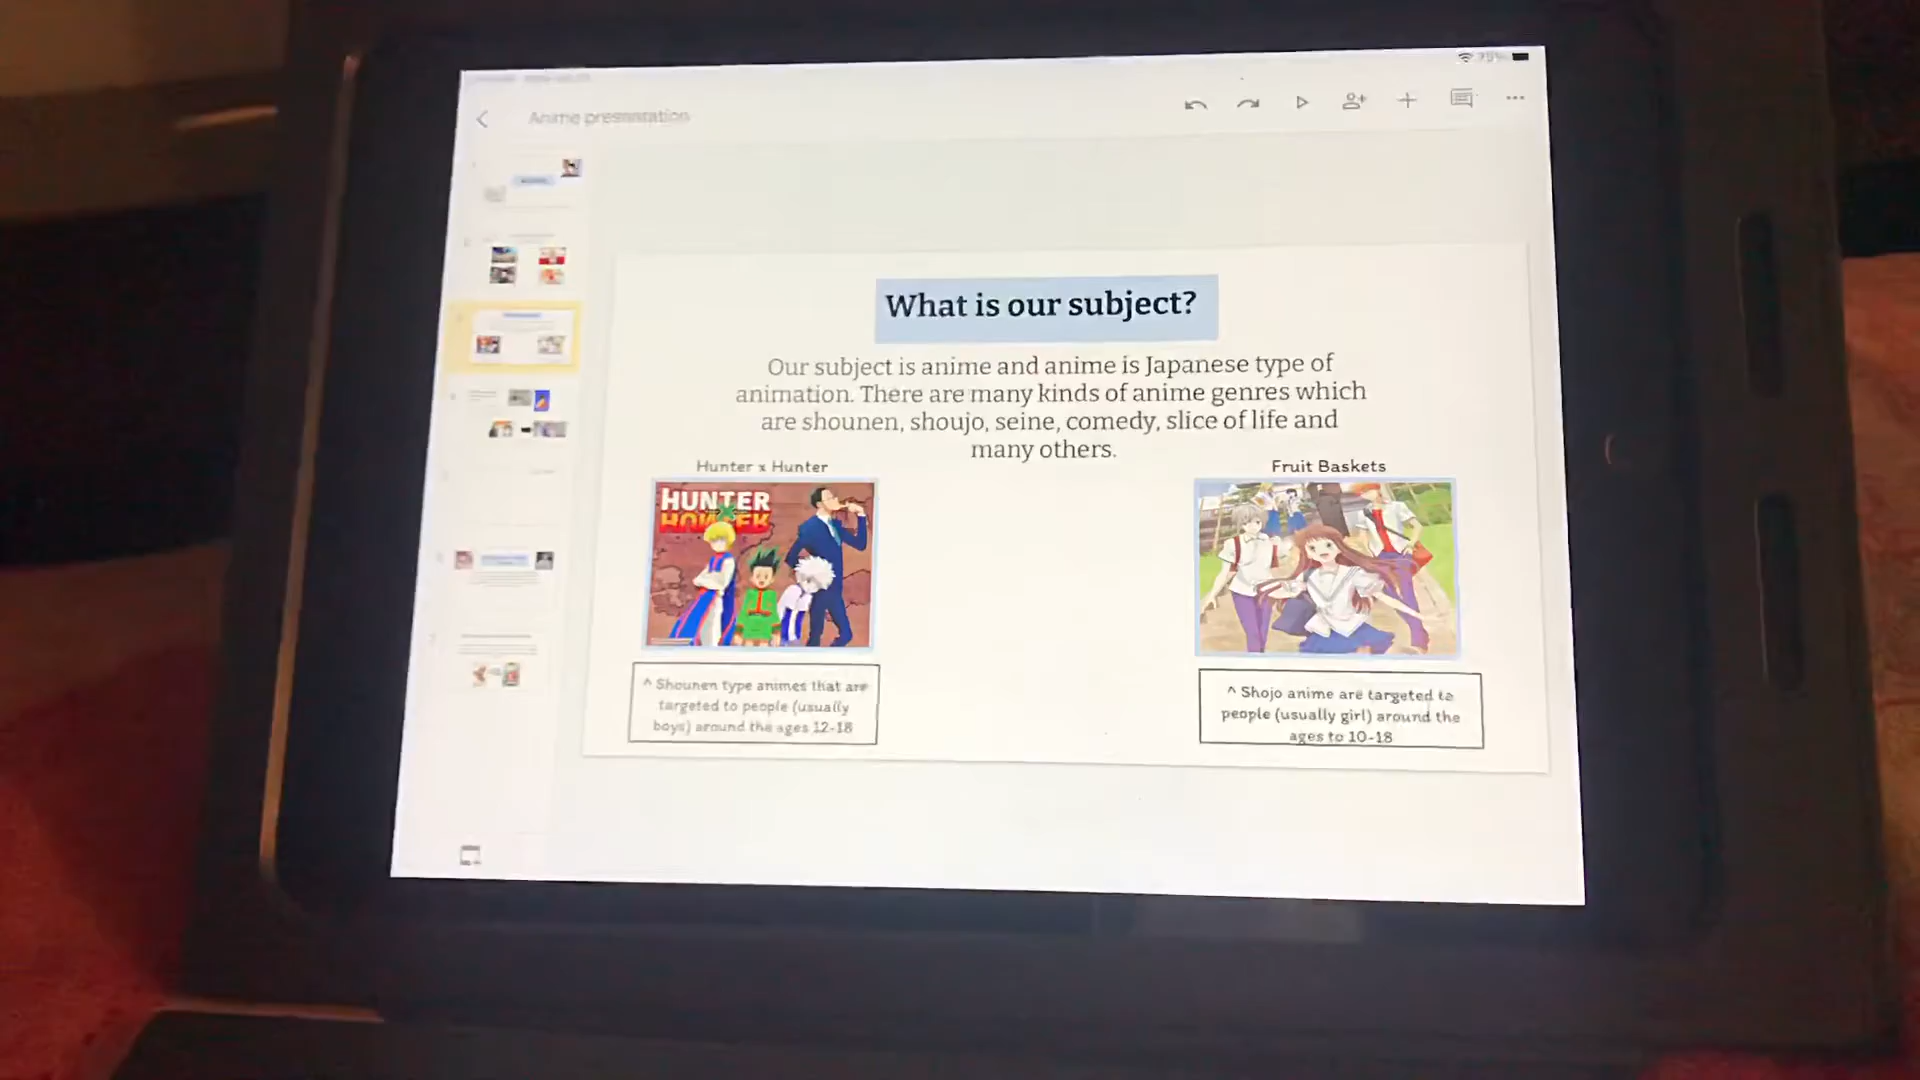 79%
Anime presentation
What is our subject?
Our subject is anime and anime is Japanese type of
animation. There are many kinds of anime genres which
are shounen, shoujo, seine, comedy, slice of life and
many others.
Hunter x Hunter
Fruit Baskets
HUNTER
X
HUNTER
^ Shounen type animes that are
targeted to people (usually
boys) around the ages 12-18
^ Shojo anime are targeted to
people (usually girl) around the
ages to 10-18